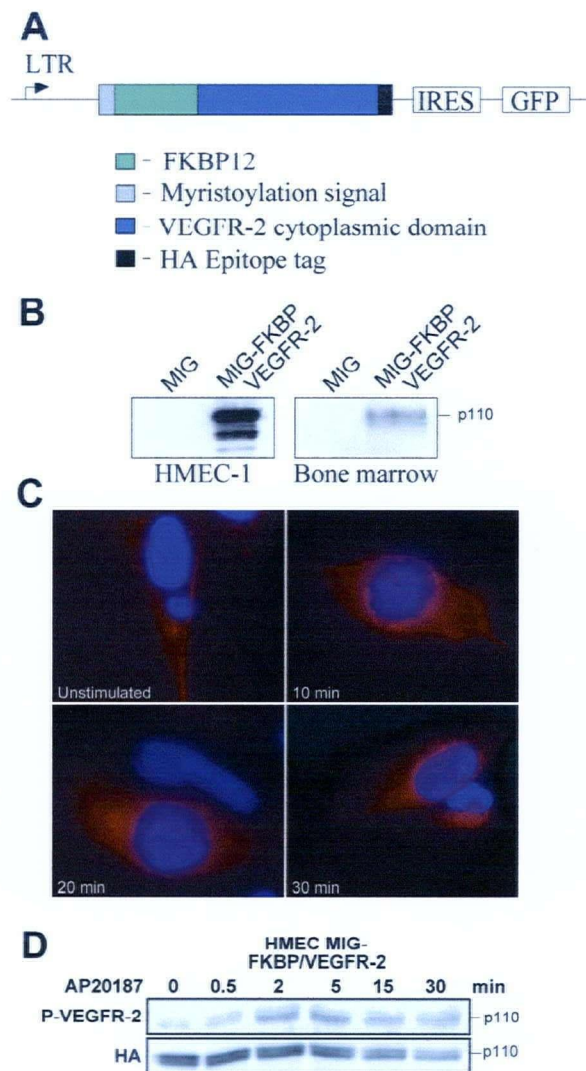 A
LTR
IRES
GFP
- FKBP12
- Myristoylation signal
- VEGFR-2 cytoplasmic domain
- HA Epitope tag
B
MIG
MIG-FKBP
VEGFR-2
MIG
MIG-FKBP
VEGFR-2
p110
HMEC-1
Bone marrow
C
Unstimulated
10 min
20 min
30 min
D
HMEC MIG-
FKBP/VEGFR-2
AP20187 0 0.5 2 5 15 30 min
P-VEGFR-2
p110
HA
p110